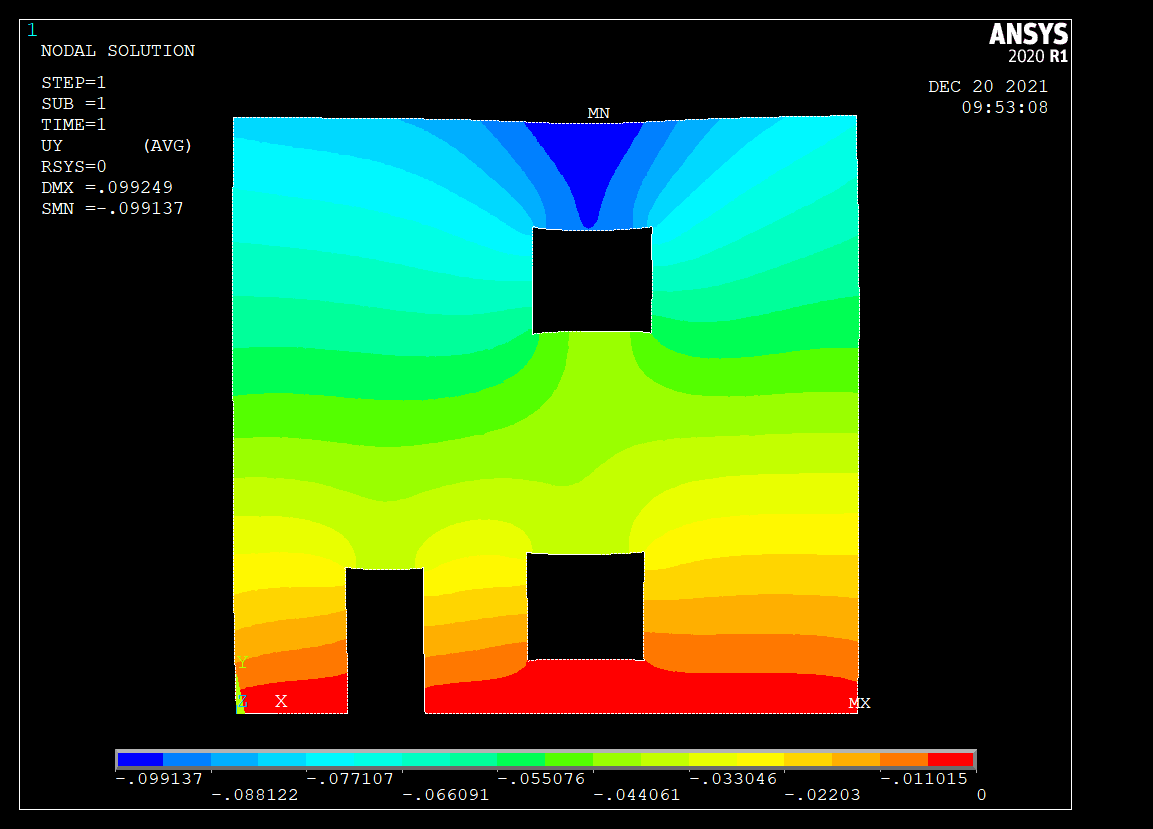 1
ANSYS
2020 R1
NODAL SOLUTION
STEP=1
SUB =1
TIME=1
UY (AVG)
RSYS=0
DMX =.099249
SMN =-.099137
DEC 20 2021
09:53:08
MN
Y
Z X
MX
-.099137 -.077107 -.055076 -.033046 -.011015
-.088122 -.066091 -.044061 -.02203 0